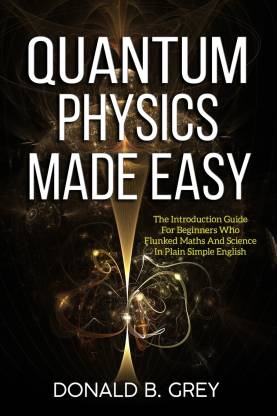 QUANTUM
PHYSICS
MADE EASY
The Introduction Guide
For Beginners Who
Flunked Maths And Science
In Plain Simple English
DONALD B. GREY